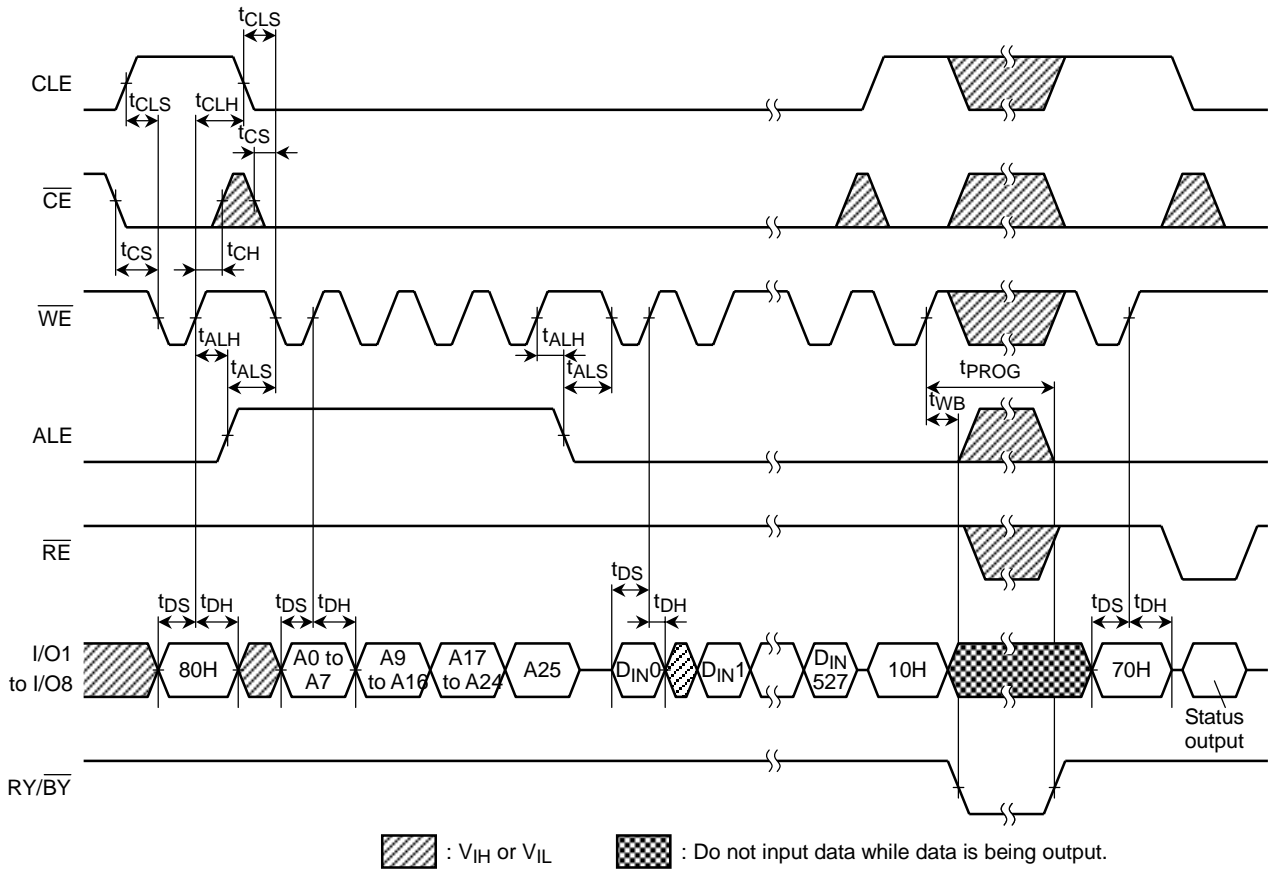 tCLS
CLE
tCLS
tCLH
tCS
CE
tCS
tCH
WE
tALH
tALH
tALS
tALS
tPROG
tWB
ALE
RE
tDS
tDH
tDS
tDH
tDS
tDH
tDS
tDH
I/O1
to I/O8
80H
A0 to
A7
A9
to A16
A17
to A24
A25
DIN0
DIN1
DIN
527
10H
70H
Status
output
RY/BY
: VIH or VIL
: Do not input data while data is being output.